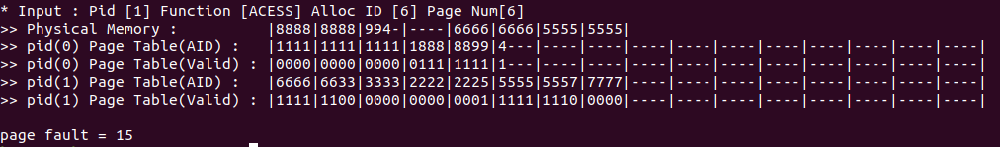 * Input : Pid [1] Function [ACESS] Alloc ID [6] Page Num[6]
>> Physical Memory :           |8888|8888|994-|----|6666|6666|5555|5555|
>> pid(0) Page Table(AID) :    |1111|1111|1111|1888|8899|4---|----|----|----|----|----|----|----|----|----|----|
>> pid(0) Page Table(Valid) :  |0000|0000|0000|0111|1111|1---|----|----|----|----|----|----|----|----|----|----|
>> pid(1) Page Table(AID) :    |6666|6633|3333|2222|2225|5555|5557|7777|----|----|----|----|----|----|----|----|
>> pid(1) Page Table(Valid) :  |1111|1100|0000|0000|0001|1111|1110|0000|----|----|----|----|----|----|----|----|
page fault = 15